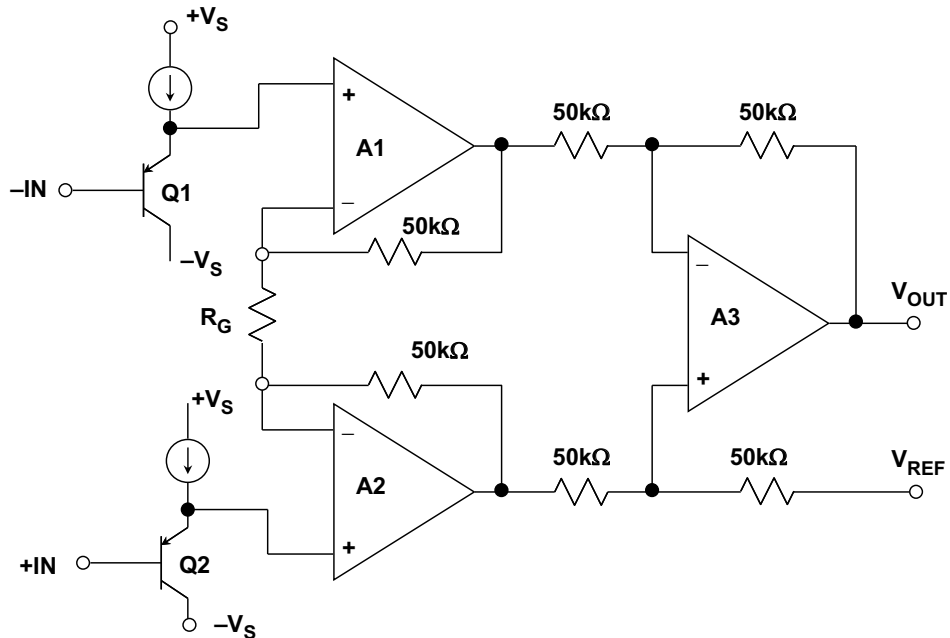 +VS
50kΩ
50kΩ
+
A1
–IN
Q1
–
50kΩ
–VS
–
VOUT
RG
A3
50kΩ
+
+VS
–
VREF
50kΩ
50kΩ
A2
+IN
Q2
+
–VS